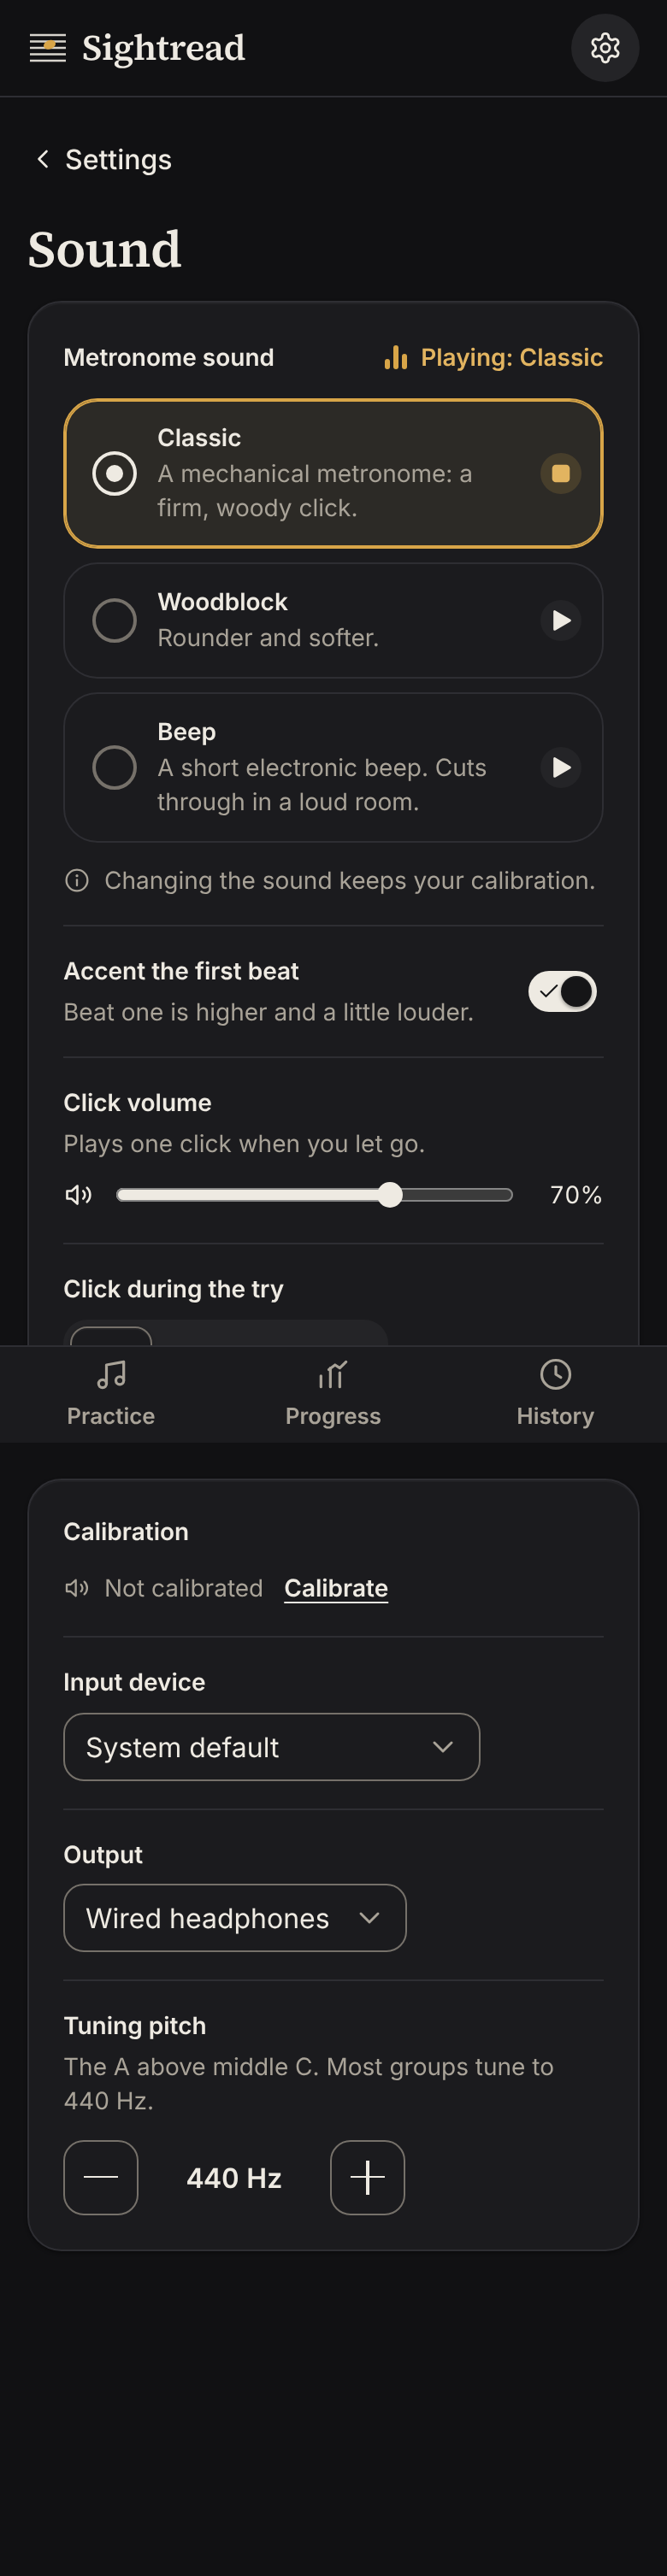 Sightread
Settings
Sound
Metronome sound
Playing: Classic
Classic
A mechanical metronome: a
firm, woody click.
Woodblock
Rounder and softer.
Beep
A short electronic beep. Cuts
through in a loud room.
Changing the sound keeps your calibration.
Accent the first beat
Beat one is higher and a little louder.
Click volume
Plays one click when you let go.
70%
Click during the try
Practice
Progress
History
Calibration
Not calibrated Calibrate
Input device
System default
Output
Wired headphones
Tuning pitch
The A above middle C. Most groups tune to
440 Hz.
440 Hz